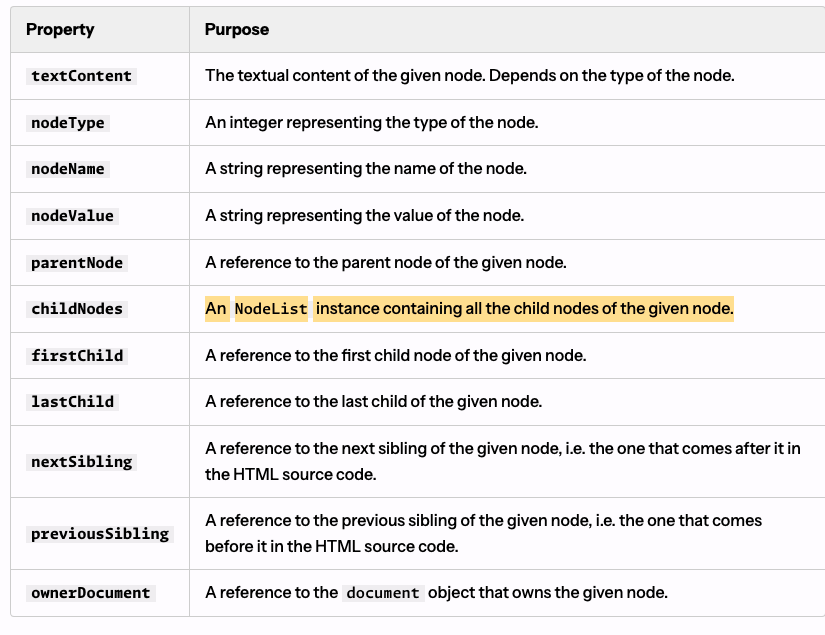 Property Purpose
textContent The textual content of the given node. Depends on the type of the node.
nodeType An integer representing the type of the node.
nodeName A string representing the name of the node.
nodeValue A string representing the value of the node.
parentNode A reference to the parent node of the given node.
childNodes An NodeList instance containing all the child nodes of the given node.
firstChild A reference to the first child node of the given node.
lastChild A reference to the last child of the given node.
nextSibling A reference to the next sibling of the given node, i.e. the one that comes after it in
the HTML source code.
previousSibling A reference to the previous sibling of the given node, i.e. the one that comes
before it in the HTML source code.
ownerDocument A reference to the document object that owns the given node.